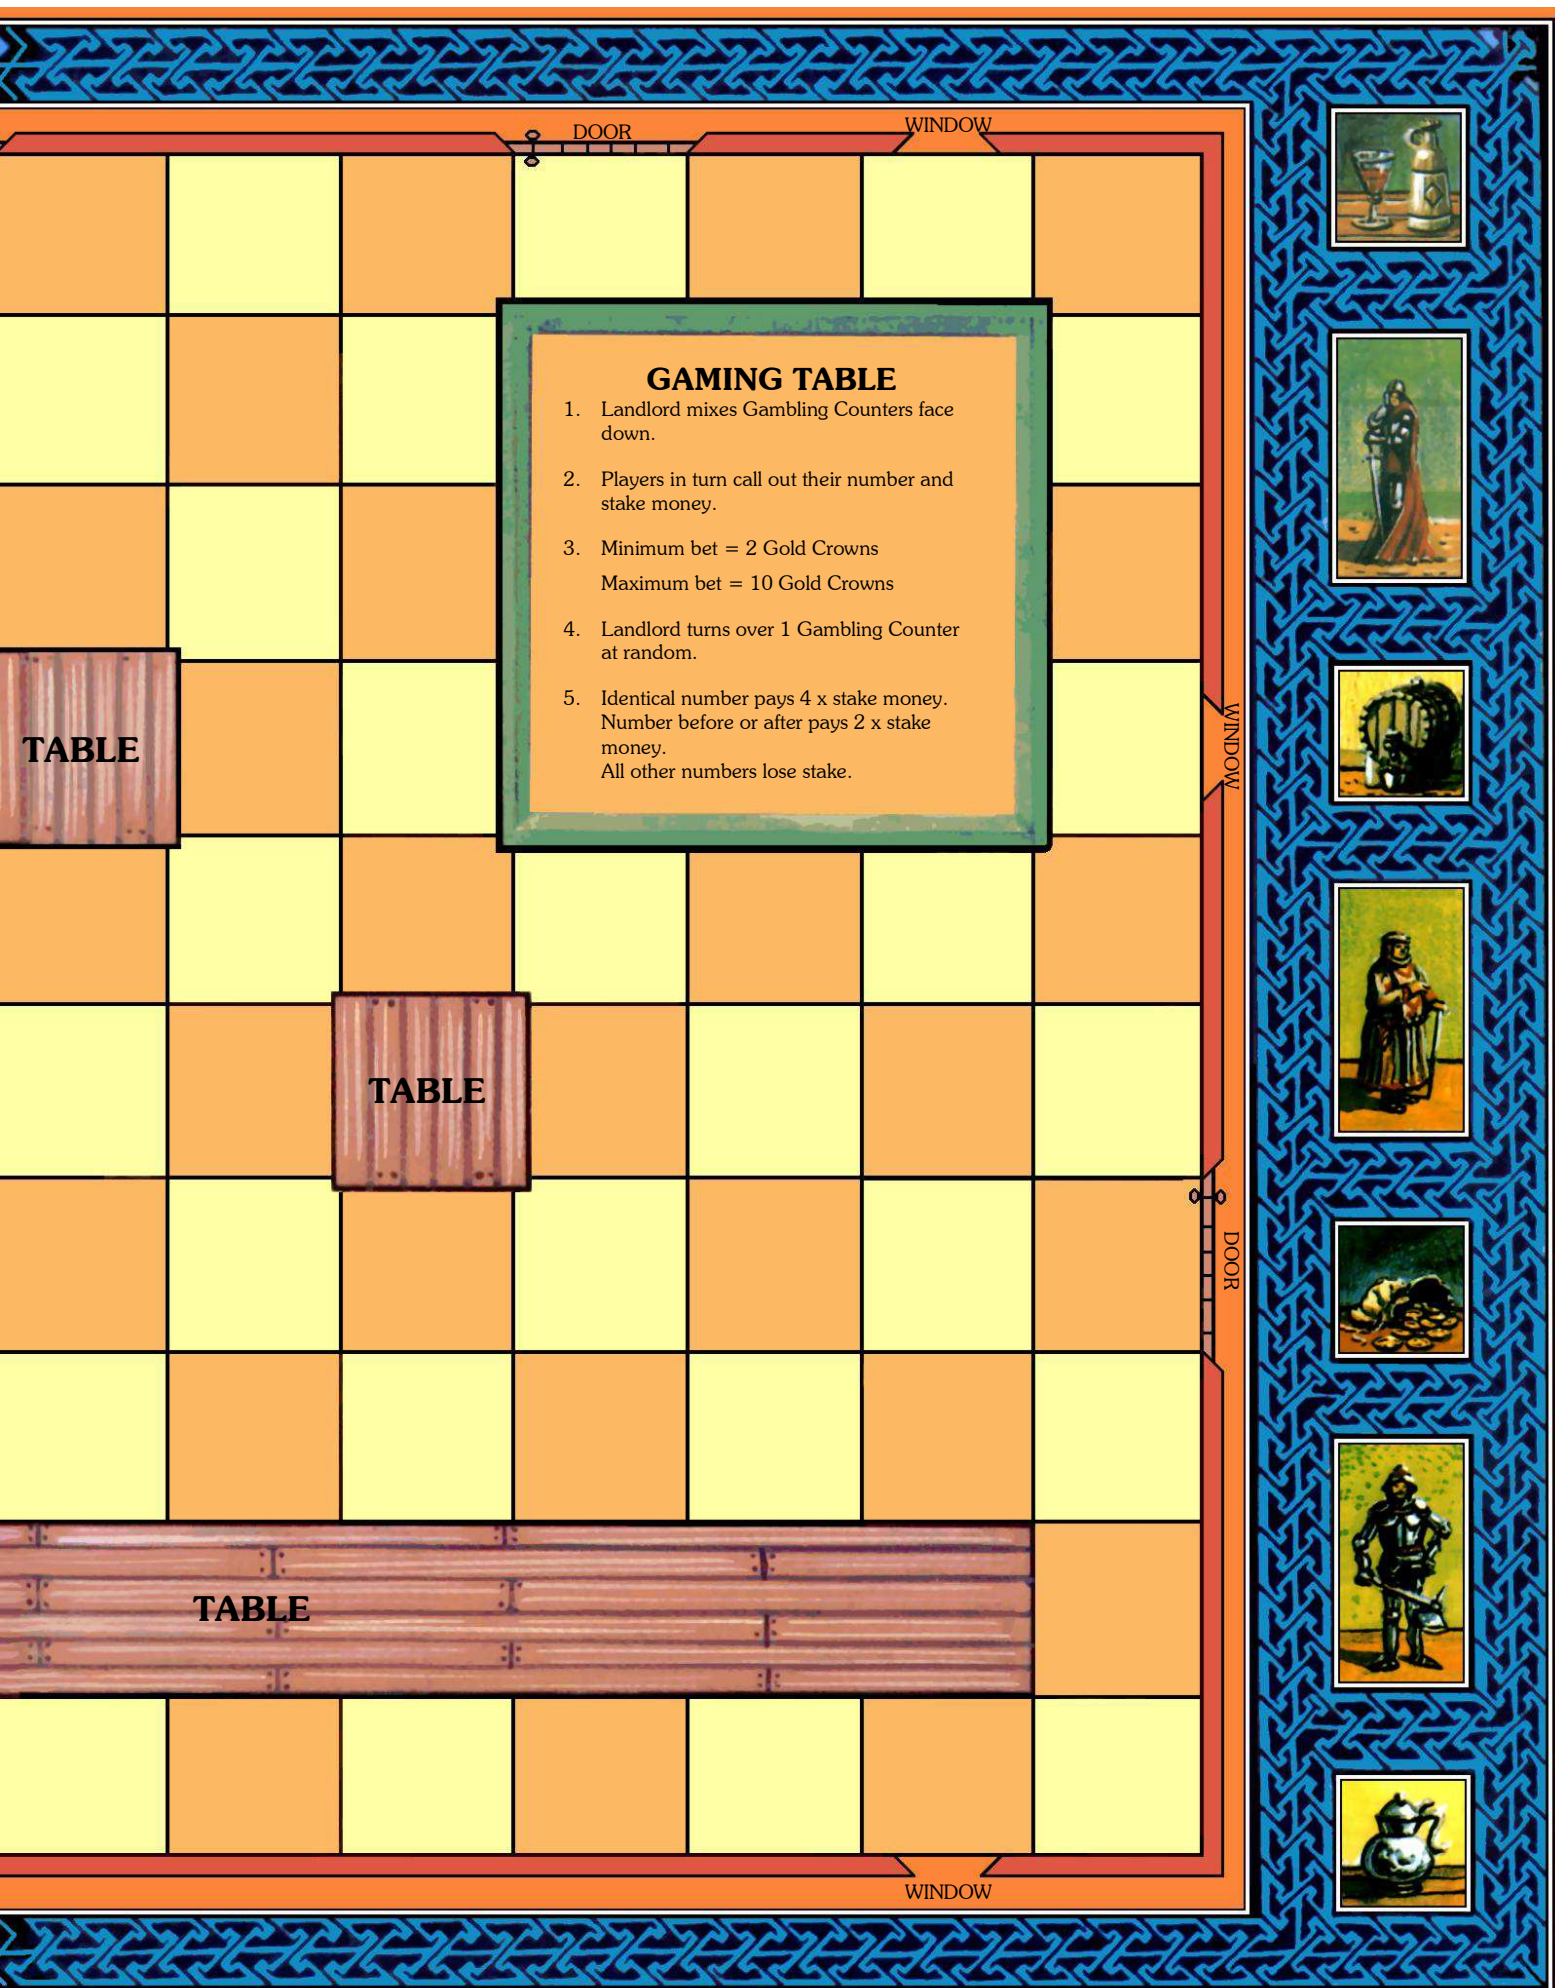 DOOR
WINDOW
GAMING TABLE
1. Landlord mixes Gambling Counters face
down.
2. Players in turn call out their number and
stake money.
3. Minimum bet = 2 Gold Crowns
Maximum bet = 10 Gold Crowns
4. Landlord turns over 1 Gambling Counter
at random.
5. Identical number pays 4 x stake money.
Number before or after pays 2 x stake
money.
All other numbers lose stake.
TABLE
WINDOW
TABLE
DOOR
TABLE
WINDOW